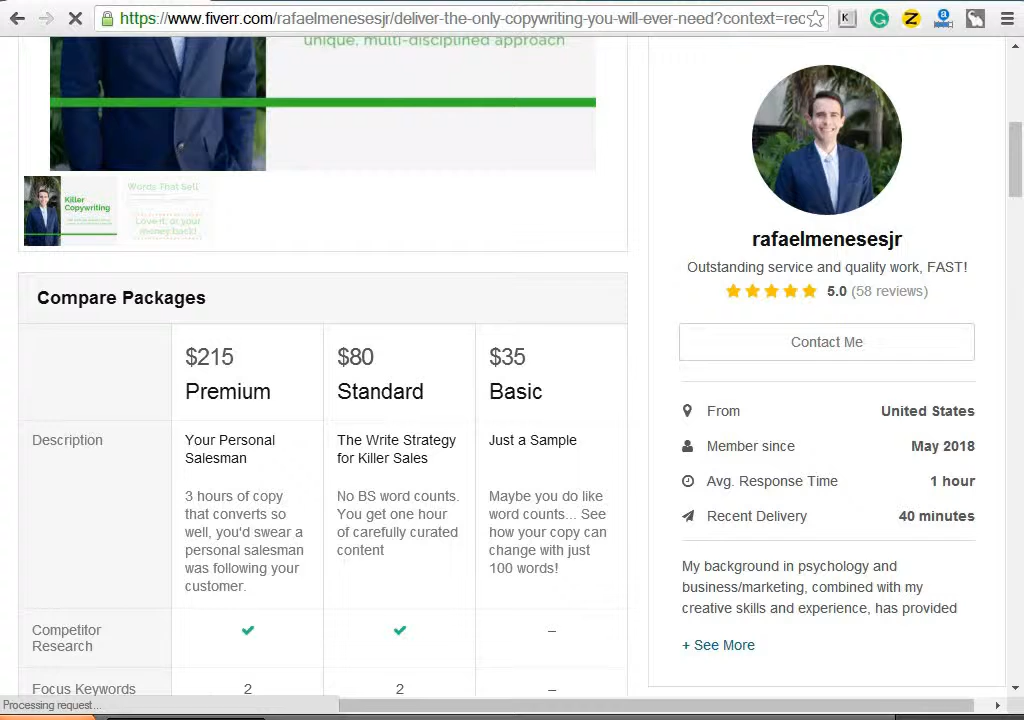 https://www.fiverr.com/rafaelmenesesjr/deliver-the-only-copywriting-you-will-ever-need?context=rec
unique, multi-disciplined approach
Killer
Copywriting
Words That Sell
Love it, or your
money back!
Compare Packages
$215 $80 $35
Premium Standard Basic
Description
Your Personal
Salesman
3 hours of copy
that converts so
well, you'd swear a
personal salesman
was following your
customer.
The Write Strategy
for Killer Sales
No BS word counts.
You get one hour
of carefully curated
content
Just a Sample
Maybe you do like
word counts... See
how your copy can
change with just
100 words!
Competitor
Research
–
Focus Keywords 2 2 –
rafaelmenesesjr
Outstanding service and quality work, FAST!
5.0 (58 reviews)
Contact Me
From United States
Member since May 2018
Avg. Response Time 1 hour
Recent Delivery 40 minutes
My background in psychology and
business/marketing, combined with my
creative skills and experience, has provided
+ See More
Processing request...